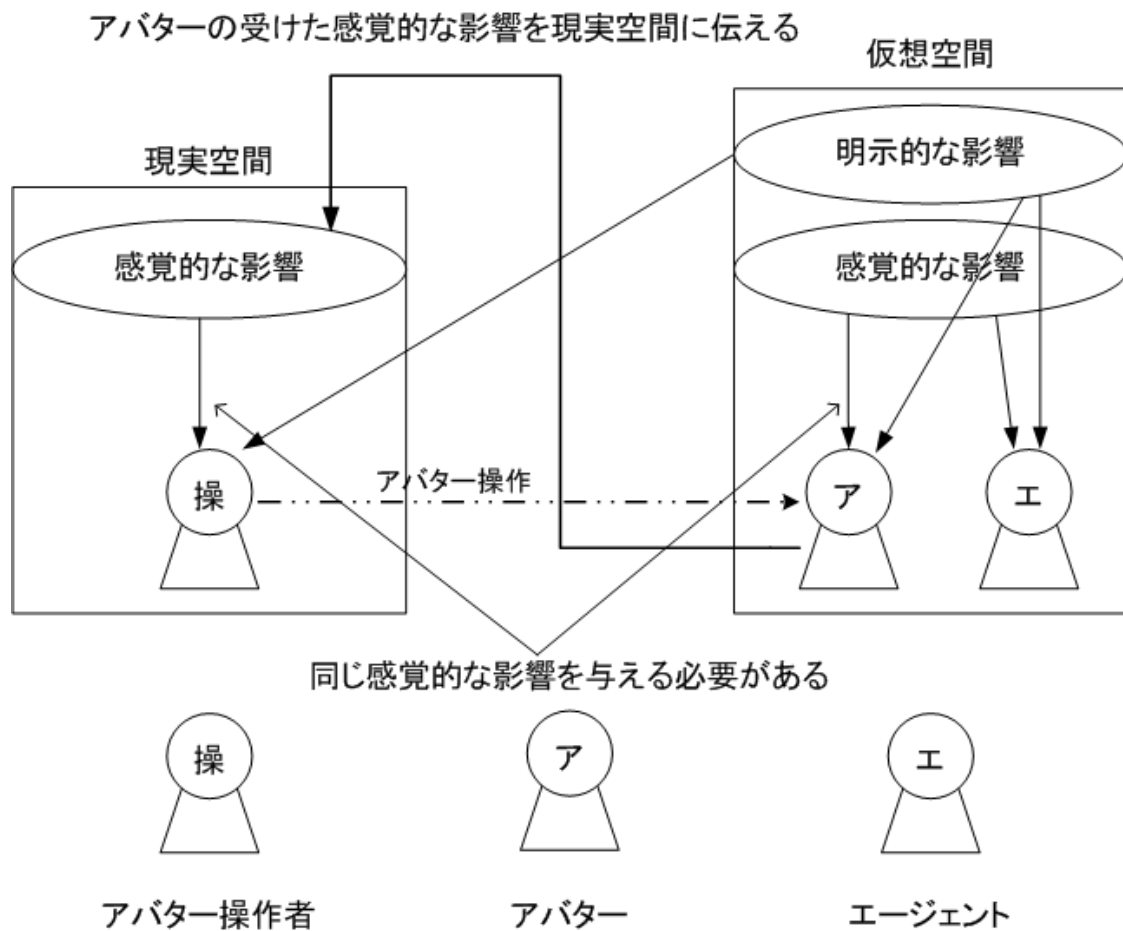 アバターの受けた感覚的な影響を現実空間に伝える
仮想空間
明示的な影響
現実空間
感覚的な影響
感覚的な影響
アバター操作
操
ア
エ
同じ感覚的な影響を与える必要がある
操
ア
エ
アバター操作者
アバター
エージェント